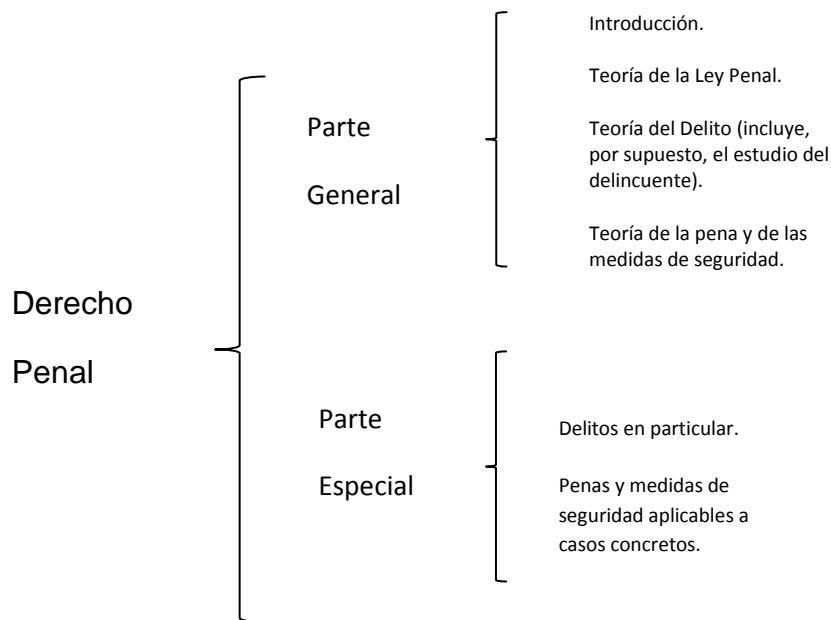 Derecho
Penal
Parte
General
Introducción.
Teoría de la Ley Penal.
Teoría del Delito (incluye,
por supuesto, el estudio del
delincuente).
Teoría de la pena y de las
medidas de seguridad.
Parte
Especial
Delitos en particular.
Penas y medidas de
seguridad aplicables a
casos concretos.